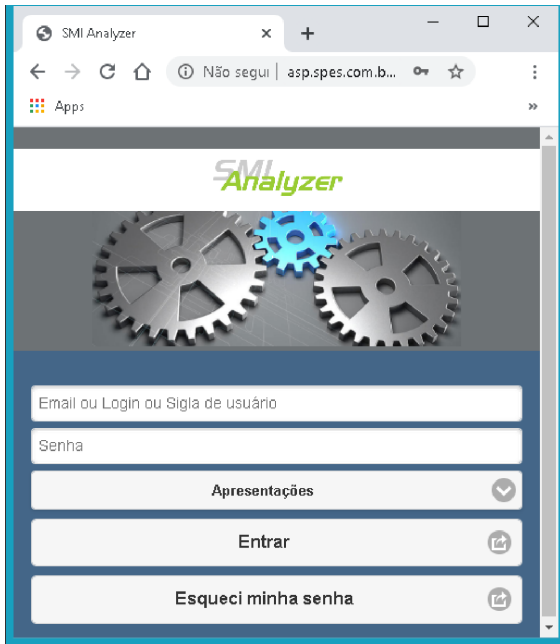 SMI Analyzer
Não segui asp.spes.com.b...
Apps
SMI
Analyzer
Email ou Login ou Sigla de usuário
Senha
Apresentações
Entrar
Esqueci minha senha